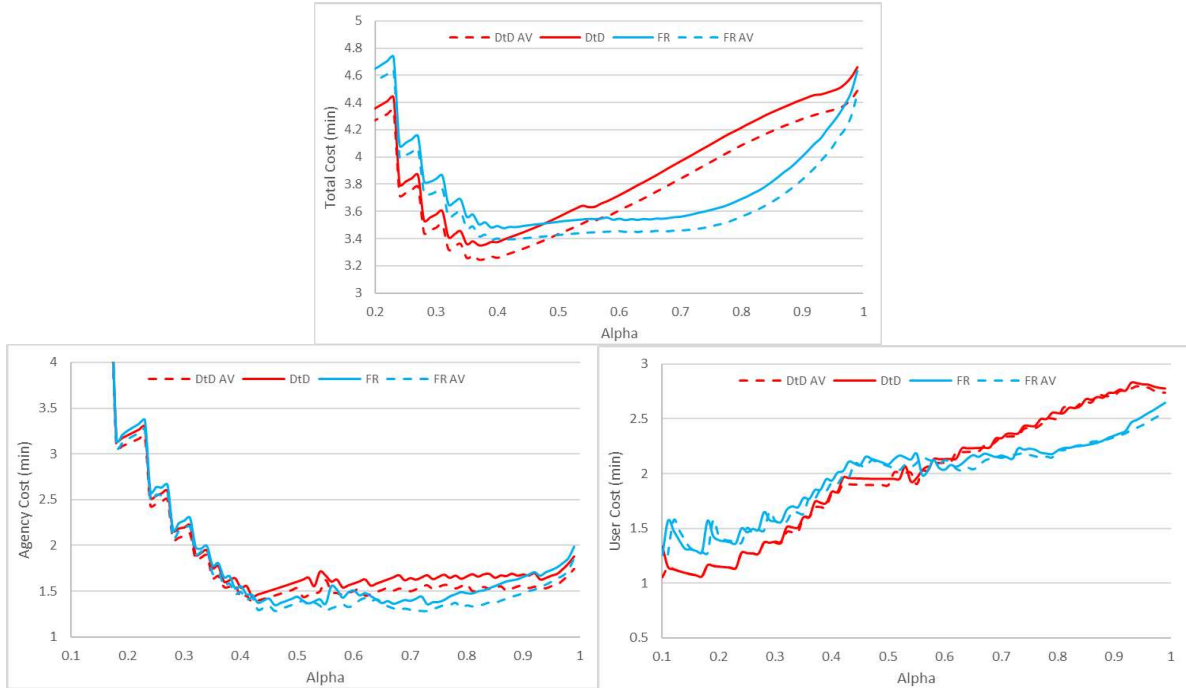 DtD AV DtD FR FR AV
Total Cost (min)
5
4.8
4.6
4.4
4.2
4
3.8
3.6
3.4
3.2
3
0.2 0.3 0.4 0.5 0.6 0.7 0.8 0.9 1
Alpha
DtD AV DtD FR FR AV
Agency Cost (min)
4
3.5
3
2.5
2
1.5
1
0.1 0.2 0.3 0.4 0.5 0.6 0.7 0.8 0.9 1
Alpha
DtD AV DtD FR FR AV
User Cost (min)
3
2.5
2
1.5
1
0.5
0.1 0.2 0.3 0.4 0.5 0.6 0.7 0.8 0.9 1
Alpha